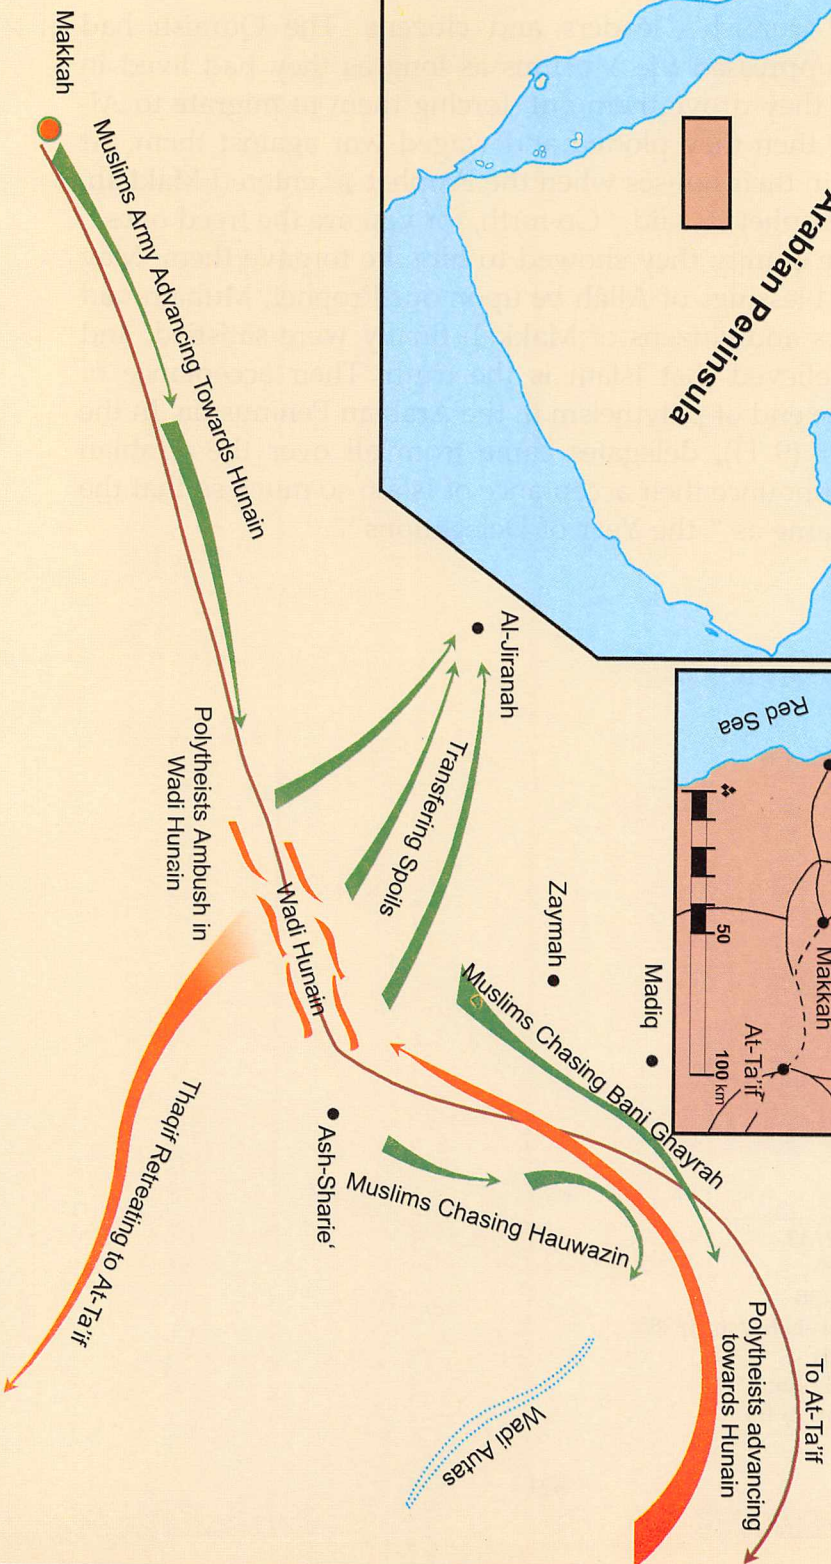 Arabian Peninsula
Red Sea
50
100 km
Makkah
At-Ta'if
Makkah
Muslims Army Advancing Towards Hunain
Al-Jiranah
Transfering Spoils
Polytheists Ambush in
Wadi Hunain
Wadi Hunain
Zaymah
Madiq
Muslims Chasing Bani Ghayrah
Ash-Sharie'
Muslims Chasing Hauwazin
Thaqif Retreating to At-Ta'if
Wadi Autas
To At-Ta'if
Polytheists advancing
towards Hunain